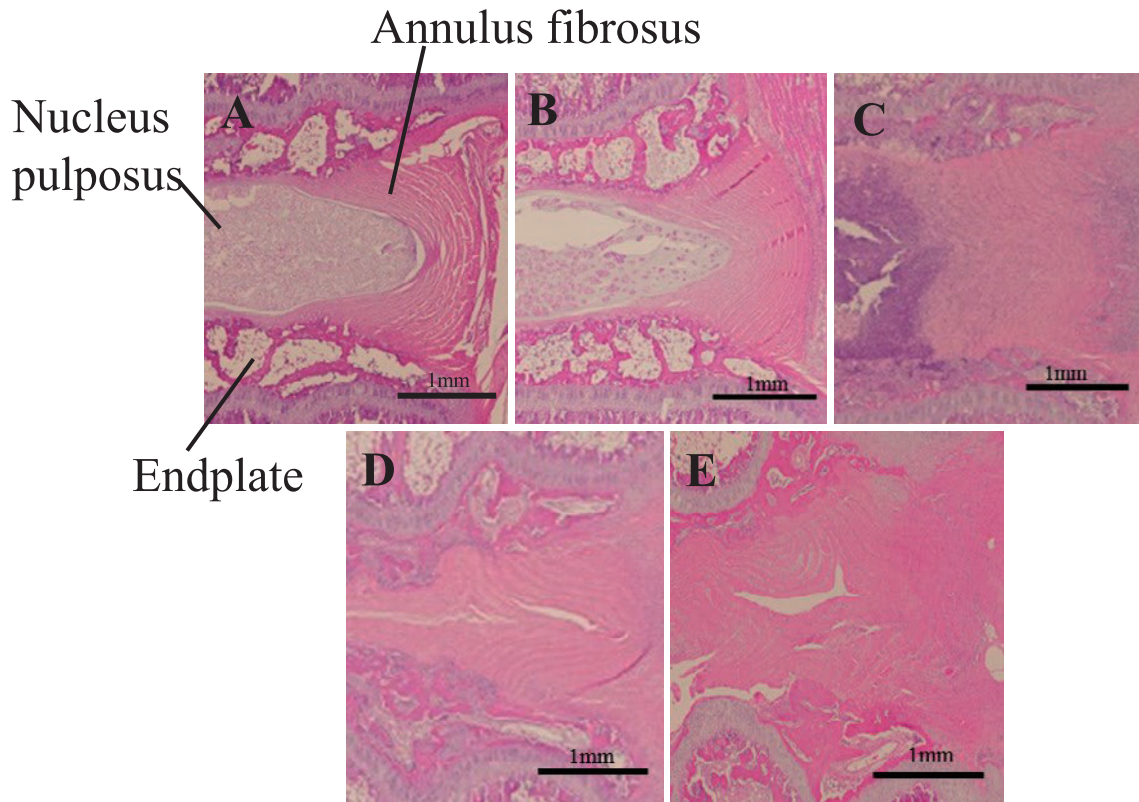 Annulus fibrosus
Nucleus
pulposus
A
B
C
1mm
1mm
1mm
Endplate
D
E
1mm
1mm